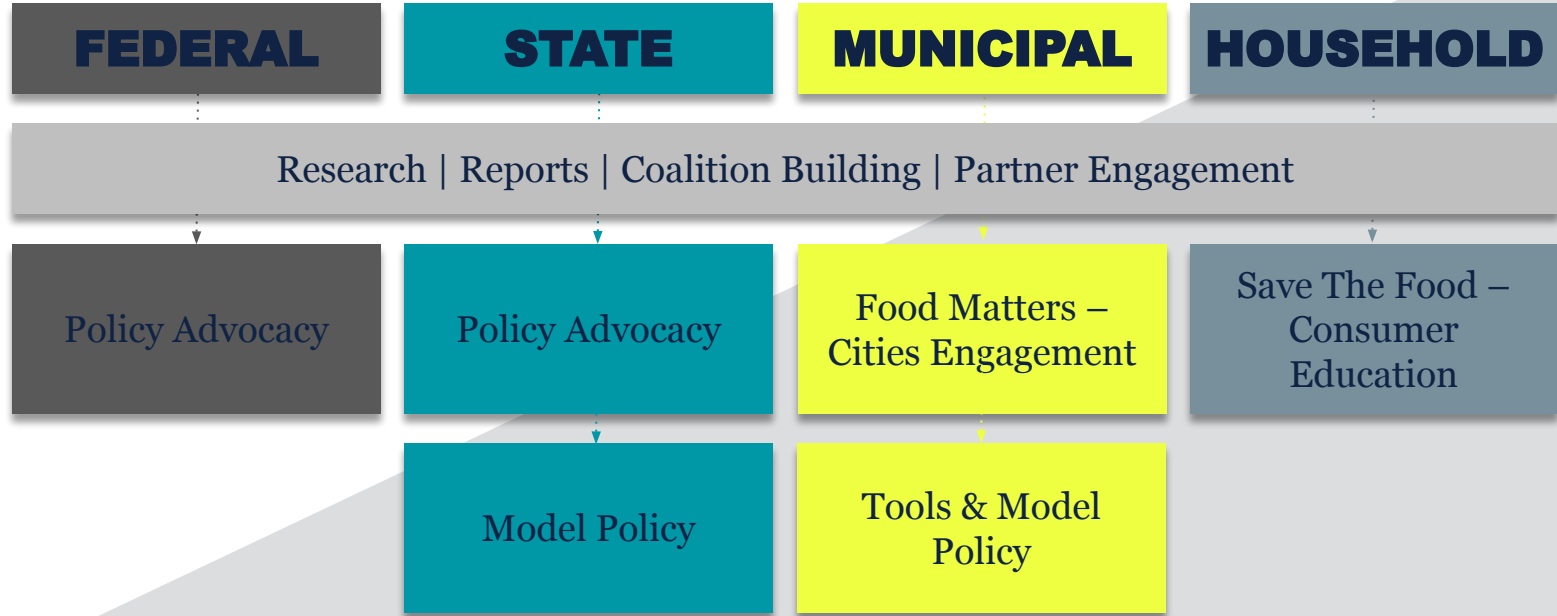 FEDERAL
STATE
MUNICIPAL
HOUSEHOLD
Research | Reports | Coalition Building | Partner Engagement
Policy Advocacy
Policy Advocacy
Food Matters –
Cities Engagement
Save The Food –
Consumer
Education
Model Policy
Tools & Model
Policy